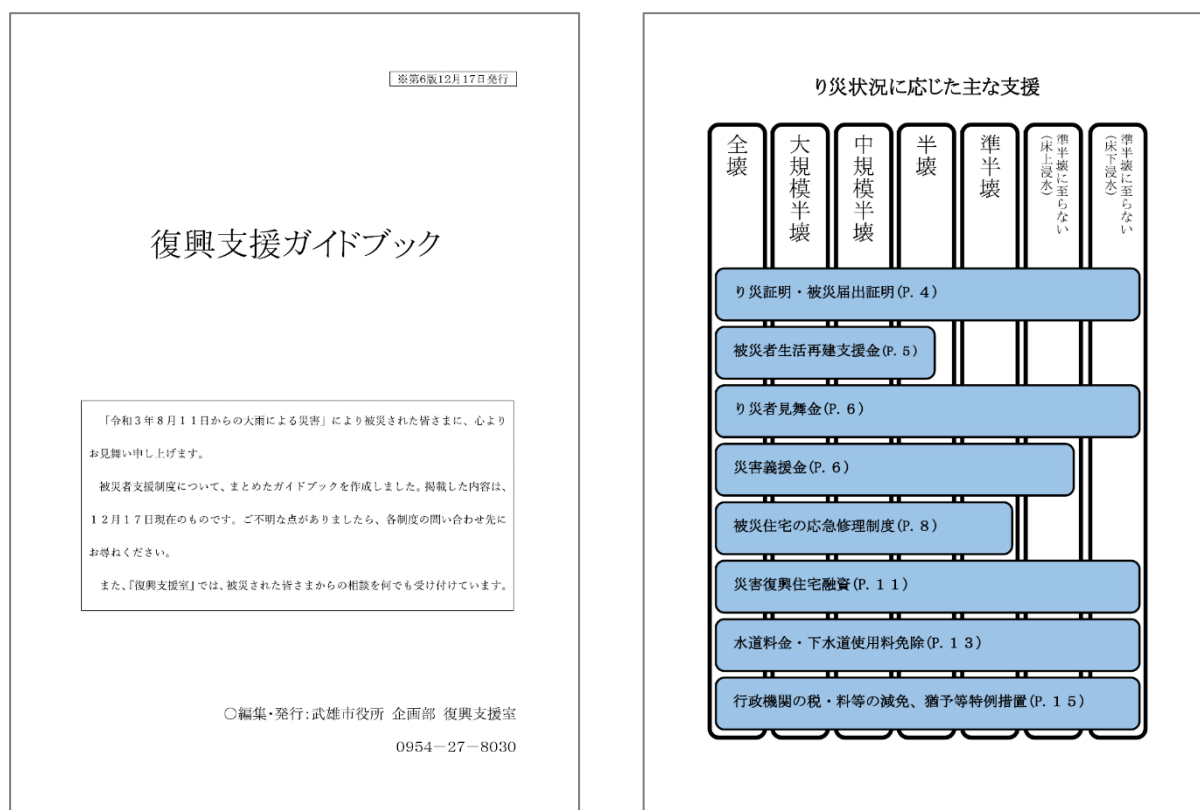 ※第6版12月17日発行
復興支援ガイドブック
「令和3年8月11日からの大雨による災害」により被災された皆さまに、心より
お見舞い申し上げます。
被災者支援制度について、まとめたガイドブックを作成しました。掲載した内容は、
12月17日現在のものです。ご不明な点がありましたら、各制度の問い合わせ先に
お尋ねください。
また、『復興支援室』では、被災された皆さまからの相談を何でも受け付けています。
〇編集・発行:武雄市役所 企画部 復興支援室
0954-27-8030
り災状況に応じた主な支援
全壊
大規模半壊
中規模半壊
半壊
準半壊
準半壊に至らない
(床上浸水)
準半壊に至らない
(床下浸水)
り災証明・被災届出証明(P. 4)
被災者生活再建支援金(P. 5)
り災者見舞金(P. 6)
災害義援金(P. 6)
被災住宅の応急修理制度(P. 8)
災害復興住宅融資(P. 11)
水道料金・下水道使用料免除(P. 13)
行政機関の税・料等の減免、猶予等特例措置(P. 15)